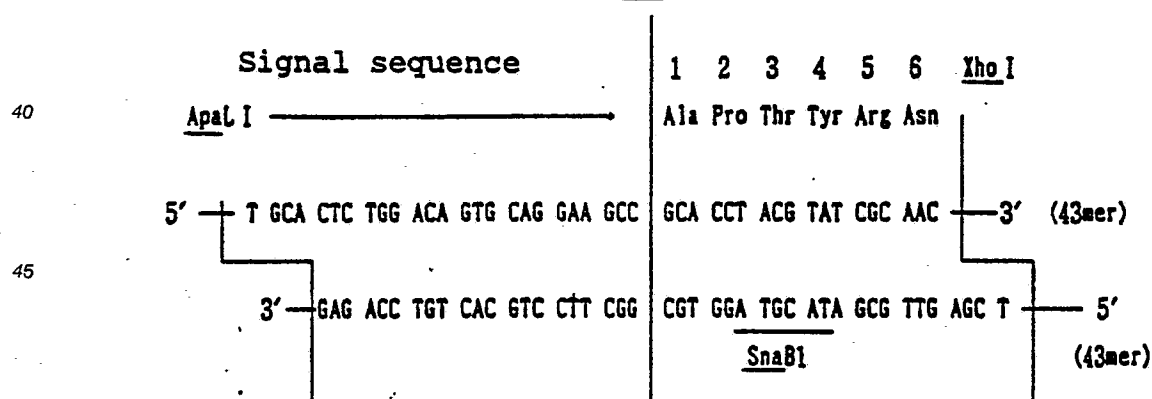 Signal sequence
1 2 3 4 5 6 Xho I
40
ApaL I Ala Pro Thr Tyr Arg Asn
5′ T GCA CTC TGG ACA GTG CAG GAA GCC GCA CCT ACG TAT CGC AAC 3′ (43mer)
45
3′ GAG ACC TGT CAC GTC CTT CGG CGT GGA TGC ATA GCG TTG AGC T 5′
SnaB1 (43mer)